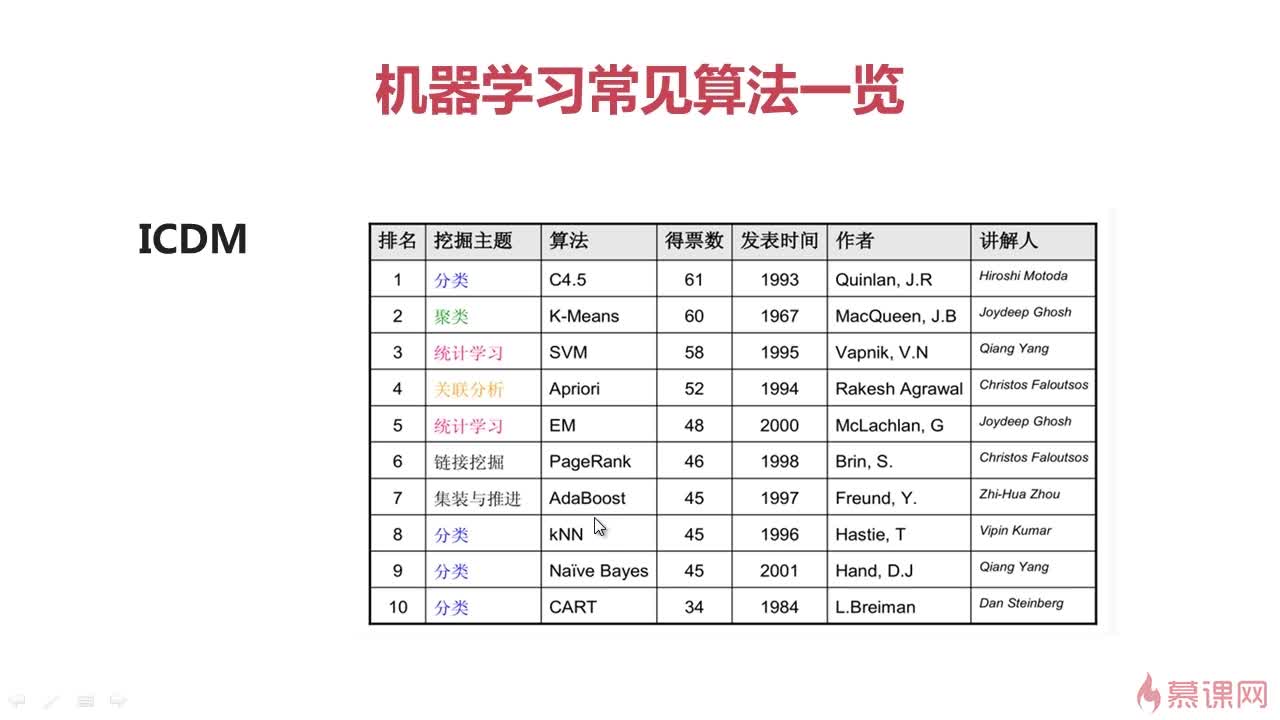 机器学习常见算法一览
ICDM
排名 挖掘主题 算法 得票数 发表时间 作者 讲解人
1 分类 C4.5 61 1993 Quinlan, J.R Hiroshi Motoda
2 聚类 K-Means 60 1967 MacQueen, J.B Joydeep Ghosh
3 统计学习 SVM 58 1995 Vapnik, V.N Qiang Yang
4 关联分析 Apriori 52 1994 Rakesh Agrawal Christos Faloutsos
5 统计学习 EM 48 2000 McLachlan, G Joydeep Ghosh
6 链接挖掘 PageRank 46 1998 Brin, S. Christos Faloutsos
7 集装与推进 AdaBoost 45 1997 Freund, Y. Zhi-Hua Zhou
8 分类 kNN 45 1996 Hastie, T Vipin Kumar
9 分类 Naïve Bayes 45 2001 Hand, D.J Qiang Yang
10 分类 CART 34 1984 L.Breiman Dan Steinberg
慕课网